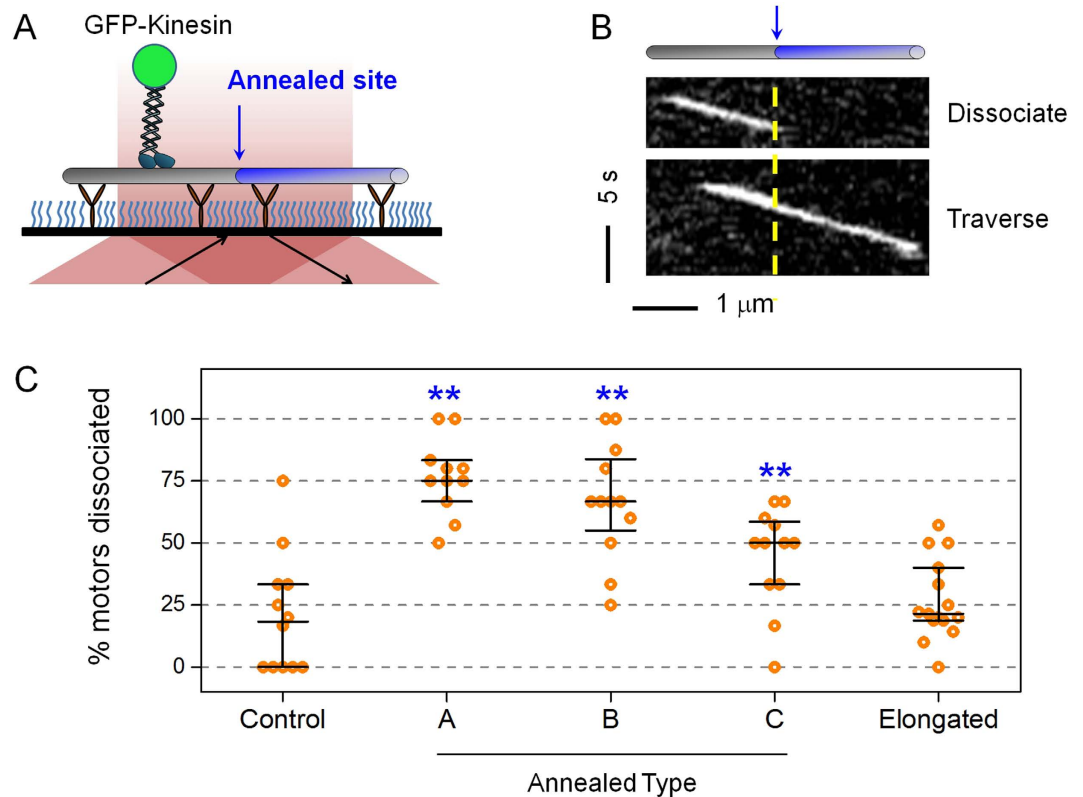 A
GFP-Kinesin
Annealed site
B
Dissociate
Traverse
5 s
1 μm
C
% motors dissociated
100
75
50
25
0
**
**
**
Control
A
B
C
Elongated
Annealed Type